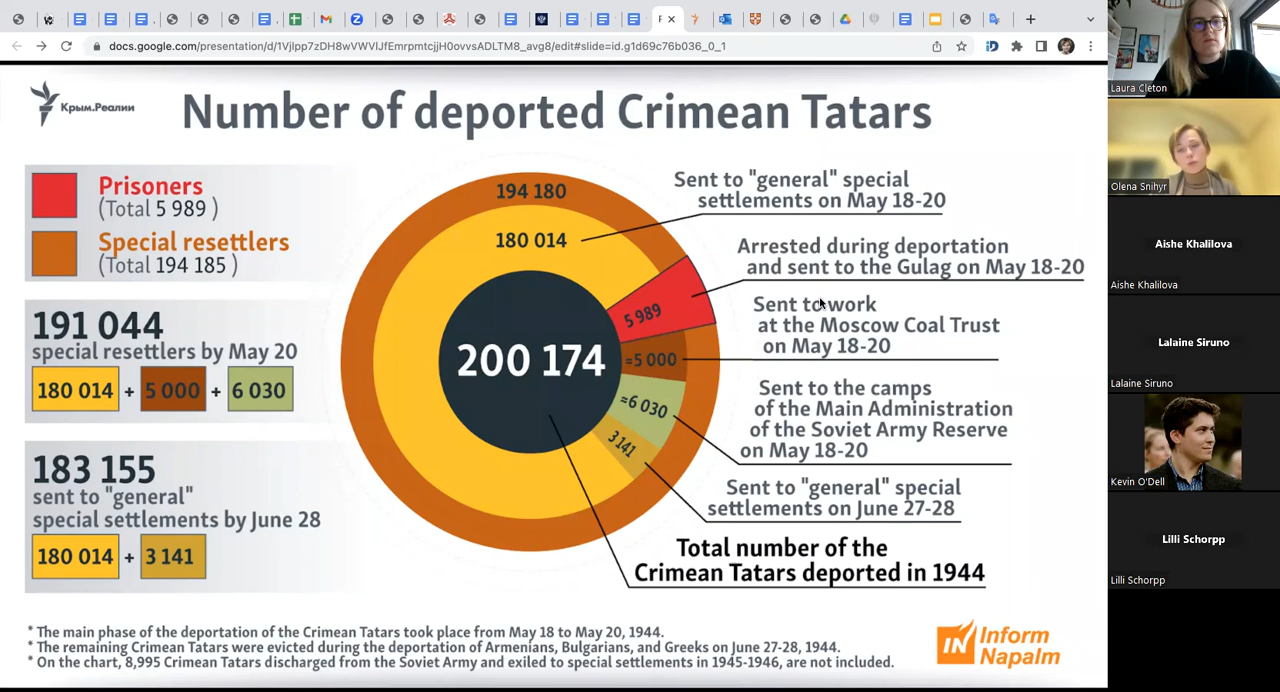 docs.google.com/presentation/d/1VjIpp7zDH8wVWVIJfEmrpmtcjjH0ovvsADLTM8_avg8/edit#slide=id.g1d69c76b036_0_1
Крым.Реалии
Number of deported Crimean Tatars
Prisoners
(Total 5 989 )
Special resettlers
(Total 194 185 )
191 044
special resettlers by May 20
180 014 + 5 000 + 6 030
183 155
sent to "general"
special settlements by June 28
180 014 + 3 141
194 180
180 014
200 174
5 989
≈5 000
≈6 030
3 141
Sent to "general" special
settlements on May 18-20
Arrested during deportation
and sent to the Gulag on May 18-20
Sent to work
at the Moscow Coal Trust
on May 18-20
Sent to the camps
of the Main Administration
of the Soviet Army Reserve
on May 18-20
Sent to "general" special
settlements on June 27-28
Total number of the
Crimean Tatars deported in 1944
* The main phase of the deportation of the Crimean Tatars took place from May 18 to May 20, 1944.
* The remaining Crimean Tatars were evicted during the deportation of Armenians, Bulgarians, and Greeks on June 27-28, 1944.
* On the chart, 8,995 Crimean Tatars discharged from the Soviet Army and exiled to special settlements in 1945-1946, are not included.
IN
Inform
Napalm
Laura Cleton
Olena Snihyr
Aishe Khalilova
Aishe Khalilova
Lalaine Siruno
Lalaine Siruno
Kevin O'Dell
Lilli Schorpp
Lilli Schorpp